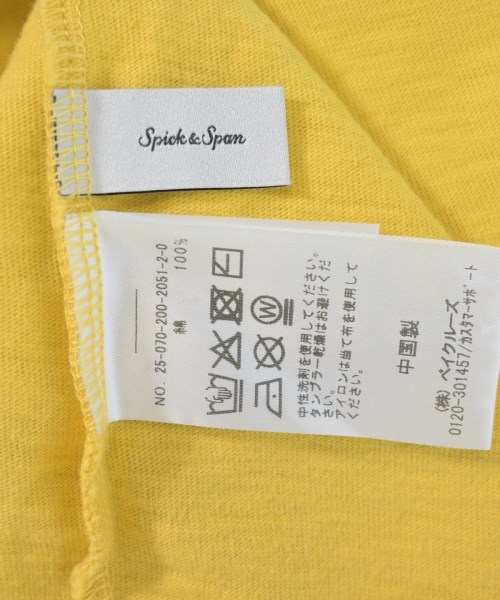 Spick & Span
NO. 25-070-200-2051-2-0
綿 100%
中性洗剤を使用してください。
タンブラー乾燥はお避けくだ
さい。
アイロンは当て布を使用して
ください。
中国製
(株) ベイクルーズ
0120-301457/カスタマーサポート